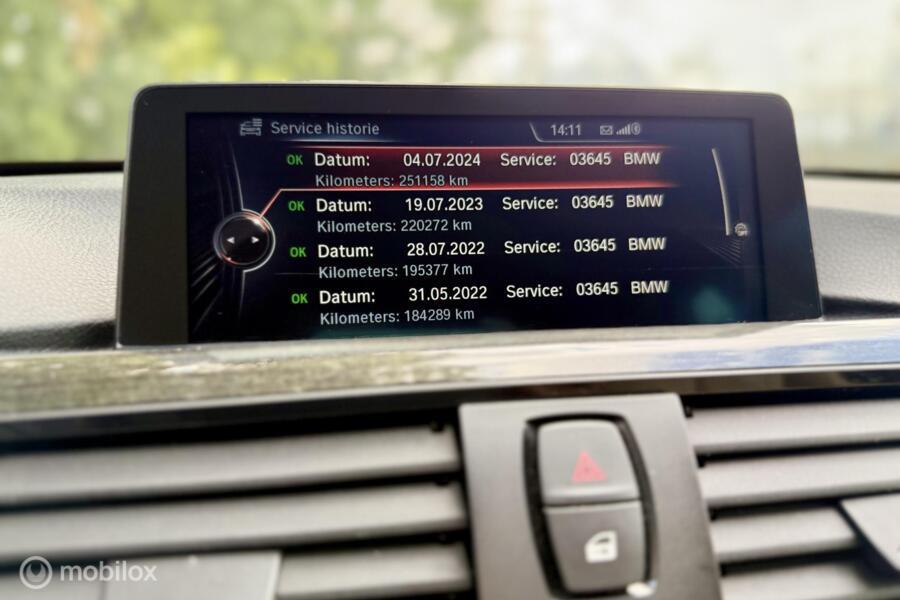 Service historie 14:11
OK Datum: 04.07.2024 Service: 03645 BMW
Kilometers: 251158 km
OK Datum: 19.07.2023 Service: 03645 BMW
Kilometers: 220272 km
OK Datum: 28.07.2022 Service: 03645 BMW
Kilometers: 195377 km
OK Datum: 31.05.2022 Service: 03645 BMW
Kilometers: 184289 km
mobilox